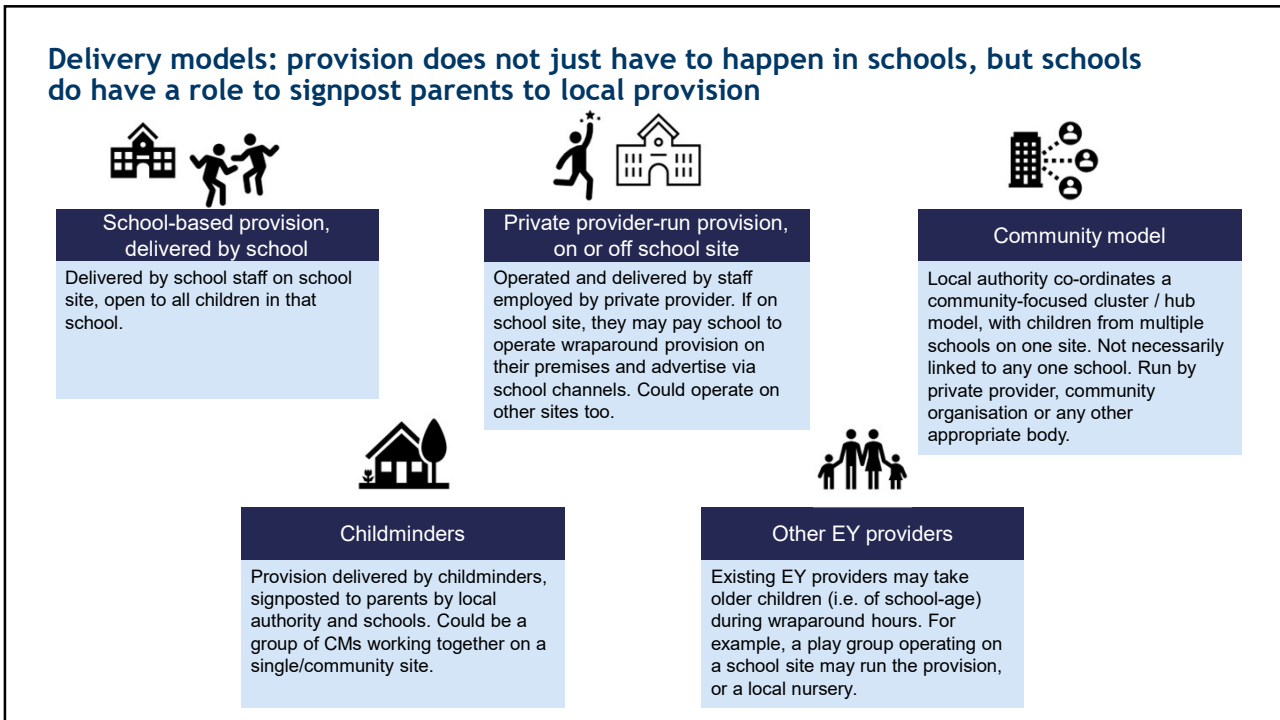 Delivery models: provision does not just have to happen in schools, but schools
do have a role to signpost parents to local provision
School-based provision,
delivered by school
Delivered by school staff on school
site, open to all children in that
school.
Private provider-run provision,
on or off school site
Operated and delivered by staff
employed by private provider. If on
school site, they may pay school to
operate wraparound provision on
their premises and advertise via
school channels. Could operate on
other sites too.
Community model
Local authority co-ordinates a
community-focused cluster / hub
model, with children from multiple
schools on one site. Not necessarily
linked to any one school. Run by
private provider, community
organisation or any other
appropriate body.
Childminders
Provision delivered by childminders,
signposted to parents by local
authority and schools. Could be a
group of CMs working together on a
single/community site.
Other EY providers
Existing EY providers may take
older children (i.e. of school-age)
during wraparound hours. For
example, a play group operating on
a school site may run the provision,
or a local nursery.